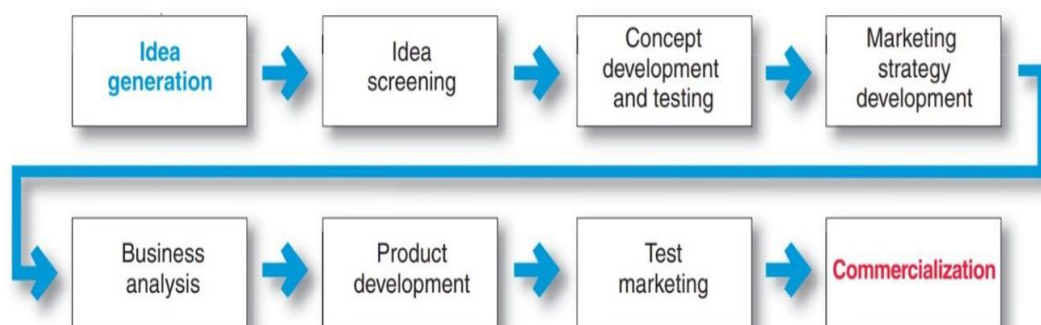 Idea
generation
Idea
screening
Concept
development
and testing
Marketing
strategy
development
Business
analysis
Product
development
Test
marketing
Commercialization